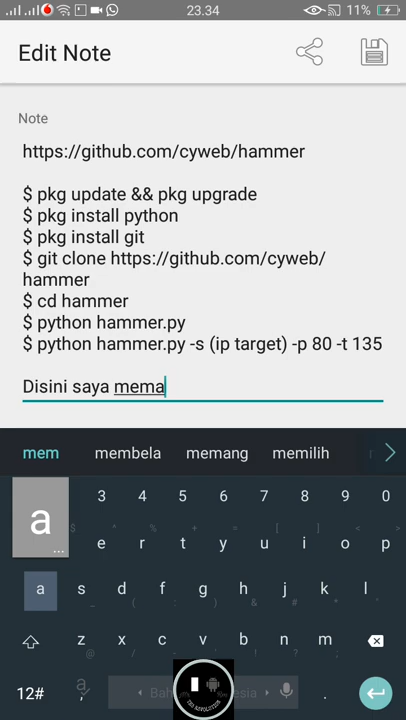 23.34
11%
Edit Note
Note
https://github.com/cyweb/hammer
$ pkg update && pkg upgrade
$ pkg install python
$ pkg install git
$ git clone https://github.com/cyweb/
hammer
$ cd hammer
$ python hammer.py
$ python hammer.py -s (ip target) -p 80 -t 135
Disini saya mema
mem membela memang memilih
a ...
3 4 5 6 7 8 9 0
e r t y u i o p
a s d f g h j k l
z x c v b n m
12# , .